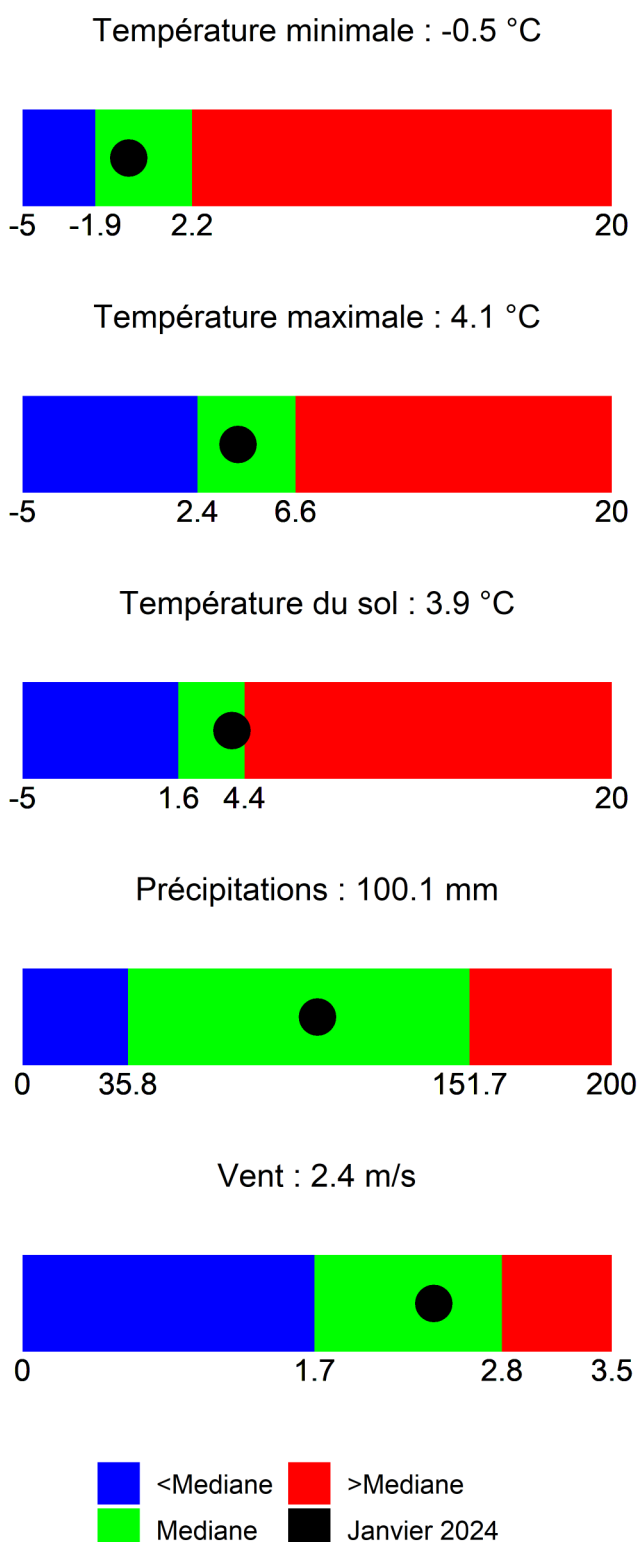 Température minimale : -0.5 °C
-5 -1.9 2.2 20
Température maximale : 4.1 °C
-5 2.4 6.6 20
Température du sol : 3.9 °C
-5 1.6 4.4 20
Précipitations : 100.1 mm
0 35.8 151.7 200
Vent : 2.4 m/s
0 1.7 2.8 3.5
<Mediane >Mediane
Mediane Janvier 2024